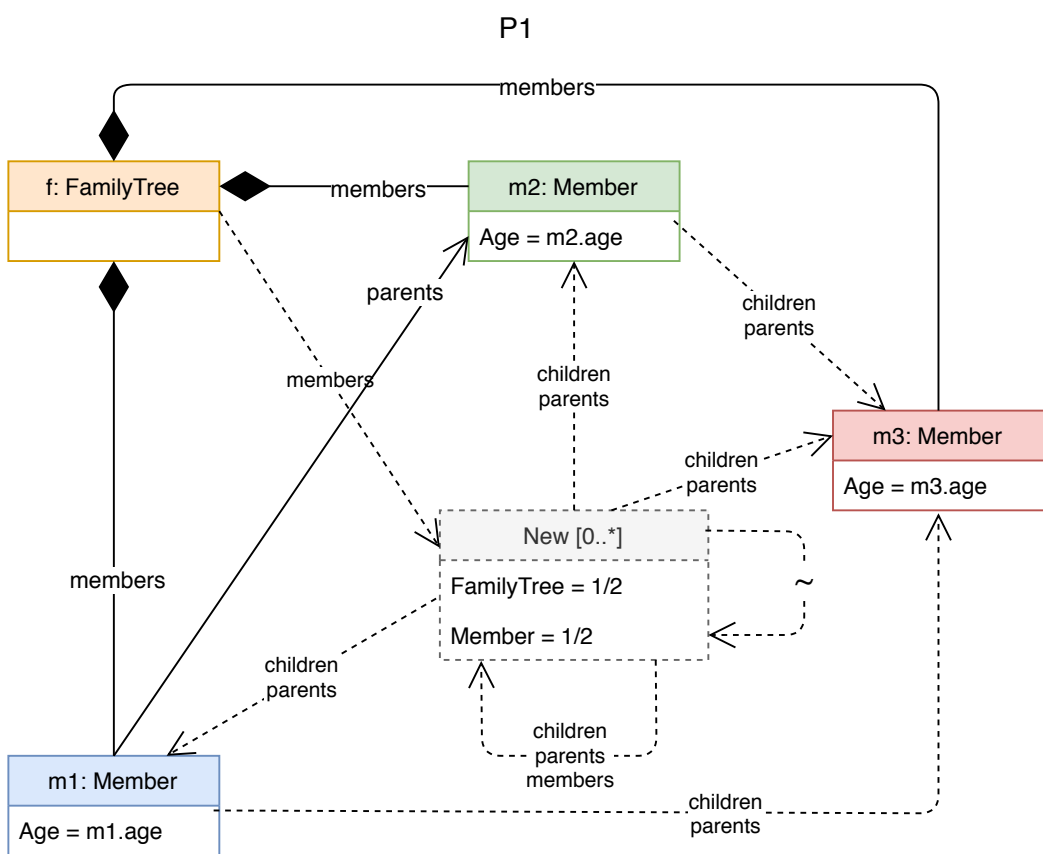 P1
members
f: FamilyTree
members
m2: Member
Age = m2.age
parents
children
parents
members
children
parents
m3: Member
Age = m3.age
children
parents
New [0..*]
FamilyTree = 1/2
Member = 1/2
~
members
children
parents
children
parents
members
m1: Member
Age = m1.age
children
parents